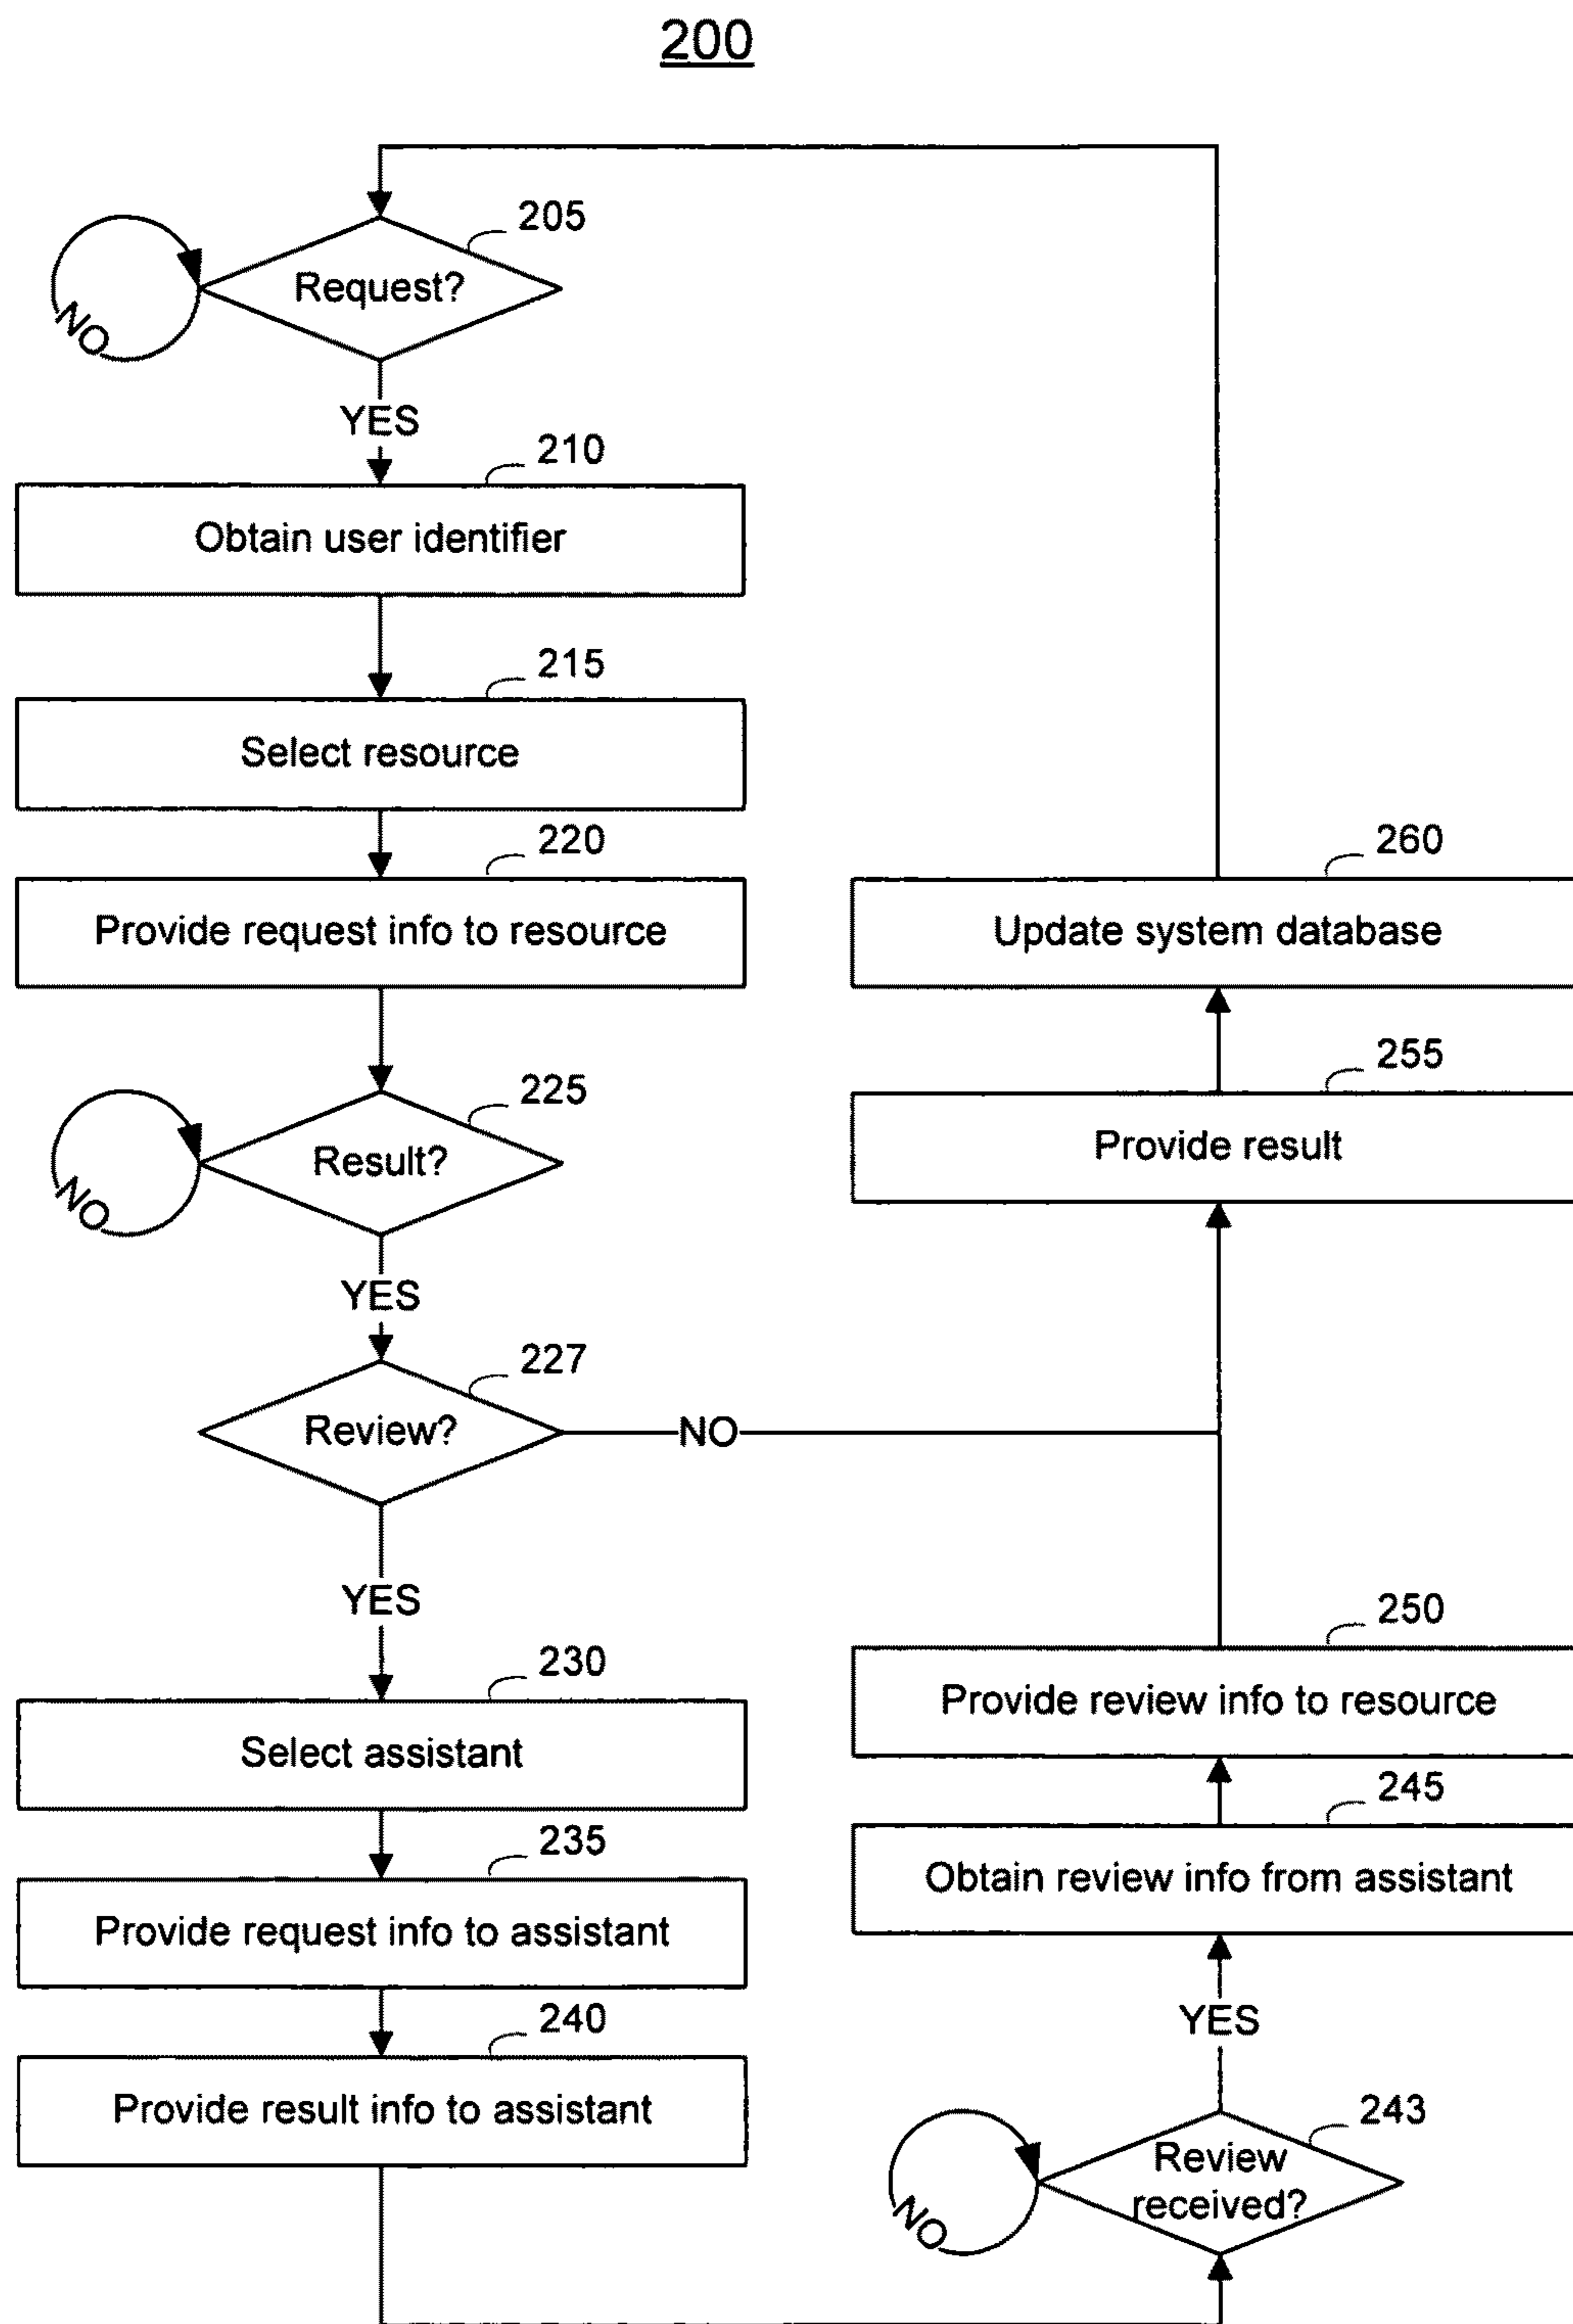 200
205
Request?
NO
YES
210
Obtain user identifier
215
Select resource
220
Provide request info to resource
225
Result?
NO
YES
227
Review?
NO
YES
230
Select assistant
235
Provide request info to assistant
240
Provide result info to assistant
243
Review
received?
NO
YES
245
Obtain review info from assistant
250
Provide review info to resource
255
Provide result
260
Update system database